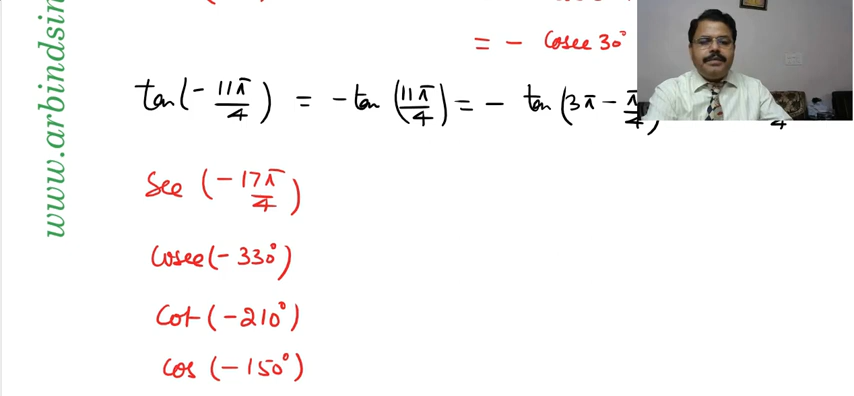 = - Cosec 30°
tan(-11π/4) = -tan(11π/4) = - tan(3π - π/4)
Sec (-17π/4)
Cosec(-330°)
Cot (-210°)
Cos (-150°)
www.arbindsin